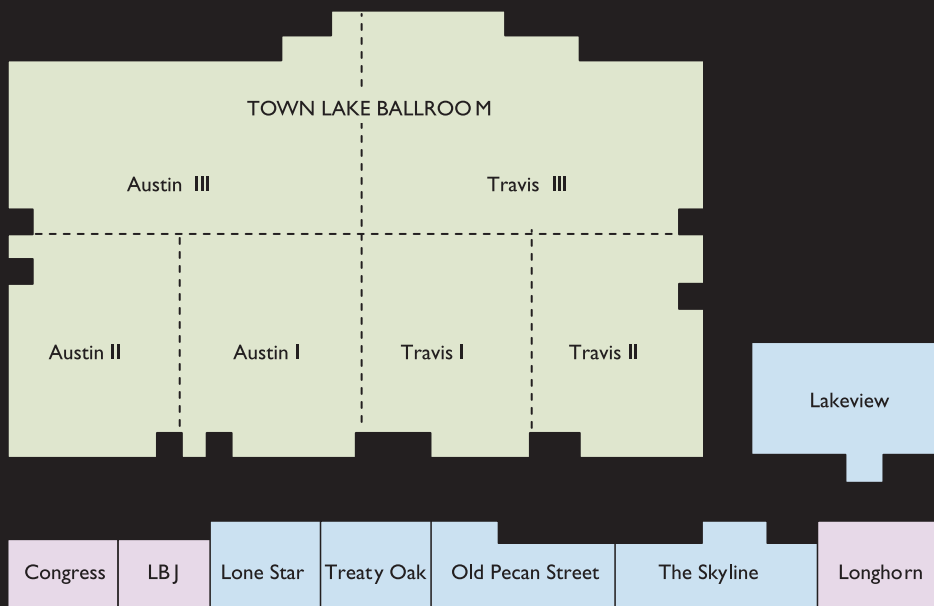 TOWN LAKE BALLROOM
Austin III
Travis III
Austin II
Austin I
Travis I
Travis II
Lakeview
Congress
LBJ
Lone Star
Treaty Oak
Old Pecan Street
The Skyline
Longhorn